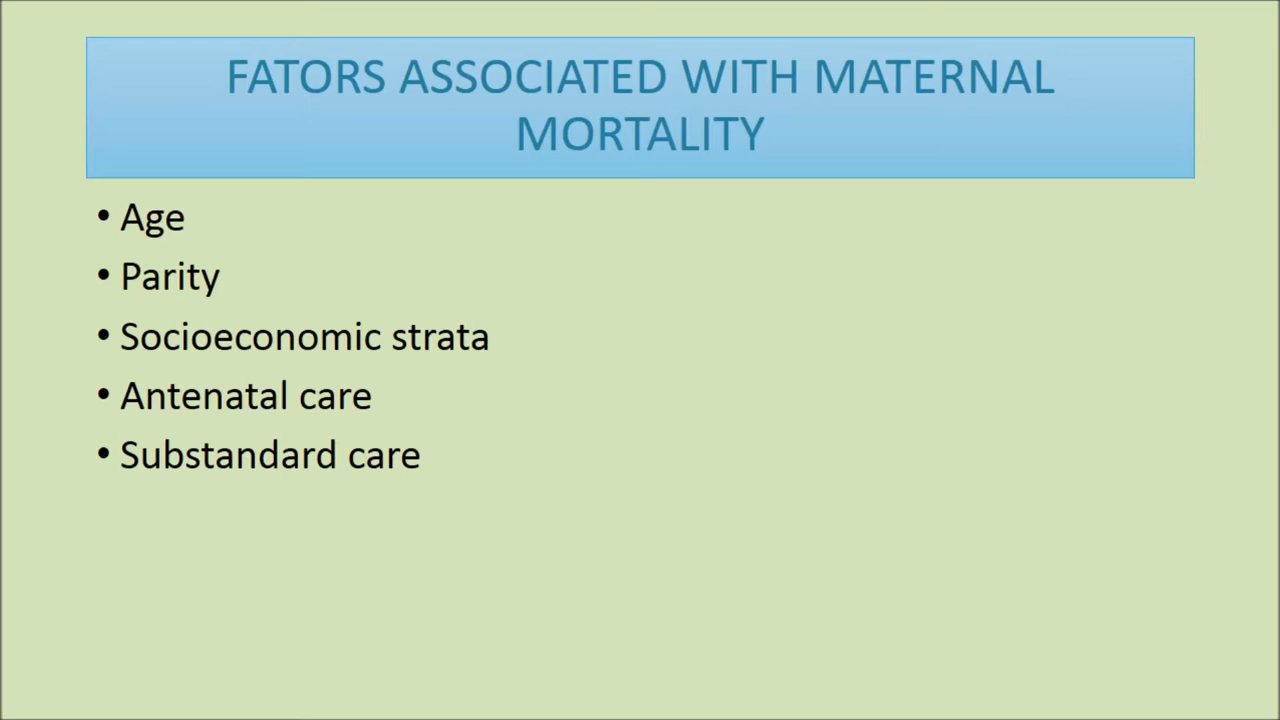 FATORS ASSOCIATED WITH MATERNAL
MORTALITY
• Age
• Parity
• Socioeconomic strata
• Antenatal care
• Substandard care